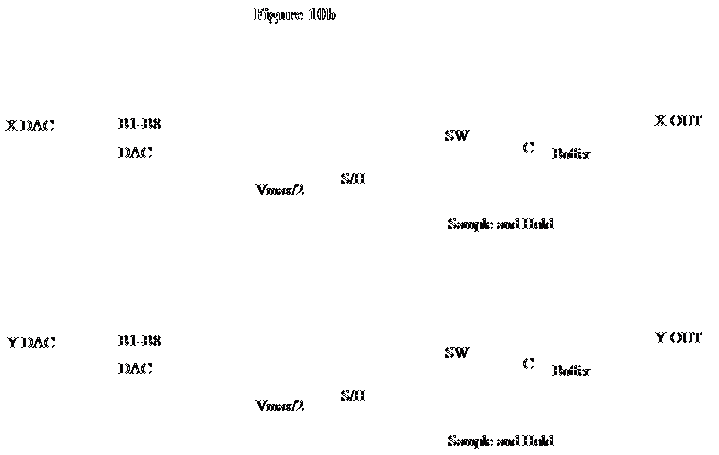 Figure 10b
X DAC B1-B8 X OUT
SW
DAC C Buffer
S/H
Vmax/2
Sample and Hold
Y DAC B1-B8 Y OUT
SW
DAC C Buffer
S/H
Vmax/2
Sample and Hold